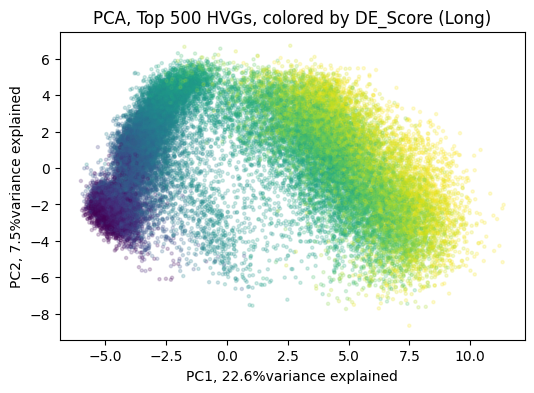 PCA, Top 500 HVGs, colored by DE_Score (Long)
PC2, 7.5%variance explained
6
4
2
0
−2
−4
−6
−8
−5.0 −2.5 0.0 2.5 5.0 7.5 10.0
PC1, 22.6%variance explained